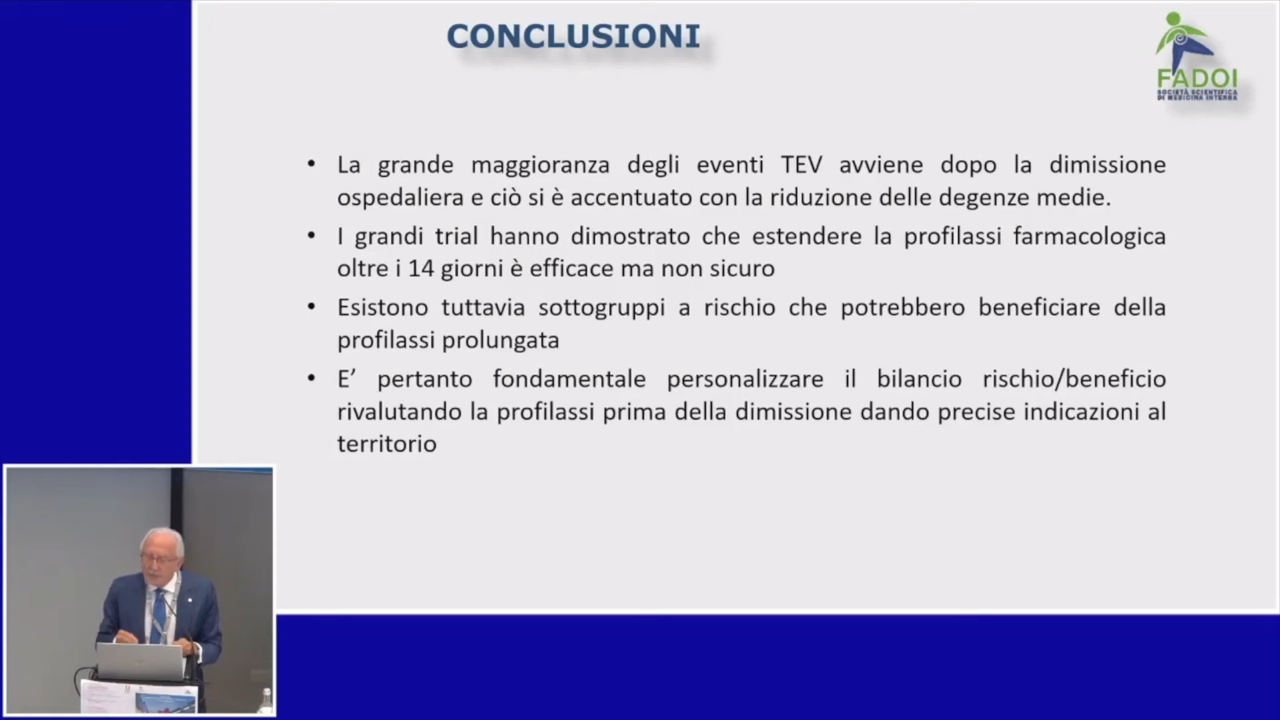 CONCLUSIONI
FADOI
SOCIETÀ SCIENTIFICA
DI MEDICINA INTERNA
• La grande maggioranza degli eventi TEV avviene dopo la dimissione
ospedaliera e ciò si è accentuato con la riduzione delle degenze medie.
• I grandi trial hanno dimostrato che estendere la profilassi farmacologica
oltre i 14 giorni è efficace ma non sicuro
• Esistono tuttavia sottogruppi a rischio che potrebbero beneficiare della
profilassi prolungata
• E’ pertanto fondamentale personalizzare il bilancio rischio/beneficio
rivalutando la profilassi prima della dimissione dando precise indicazioni al
territorio